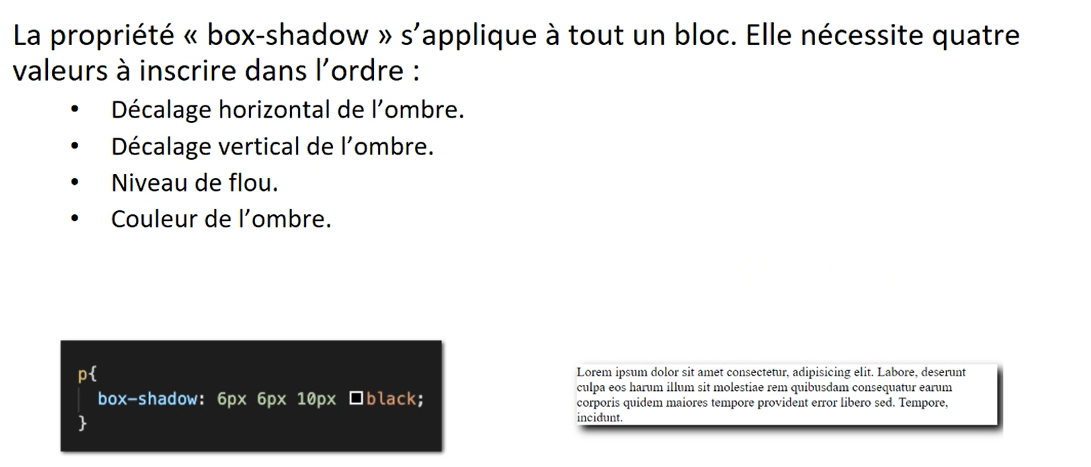 La propriété « box-shadow » s’applique à tout un bloc. Elle nécessite quatre
valeurs à inscrire dans l’ordre :
• Décalage horizontal de l’ombre.
• Décalage vertical de l’ombre.
• Niveau de flou.
• Couleur de l’ombre.
p{
box-shadow: 6px 6px 10px black;
}
Lorem ipsum dolor sit amet consectetur, adipisicing elit. Labore, deserunt
culpa eos harum illum sit molestiae rem quibusdam consequatur earum
corporis quidem maiores tempore provident error libero sed. Tempore,
incidunt.